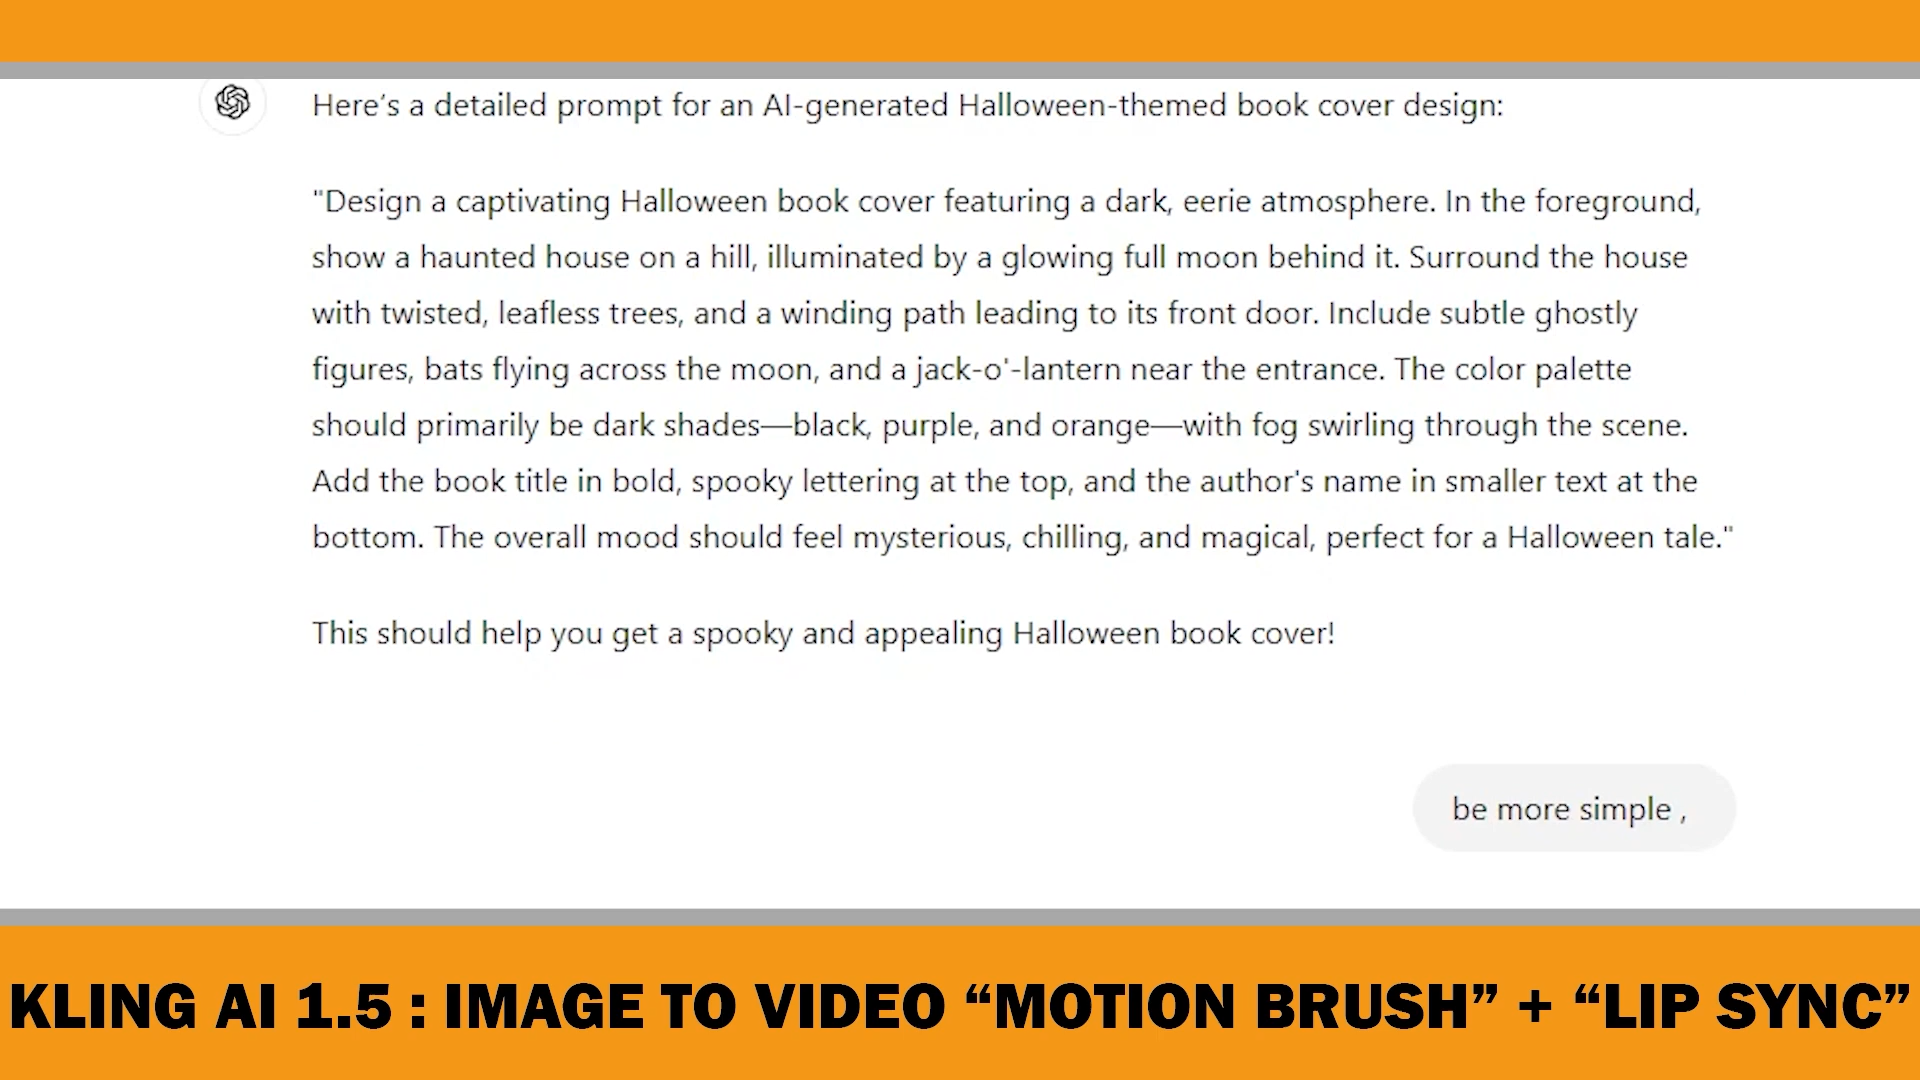 Here’s a detailed prompt for an AI-generated Halloween-themed book cover design:
"Design a captivating Halloween book cover featuring a dark, eerie atmosphere. In the foreground,
show a haunted house on a hill, illuminated by a glowing full moon behind it. Surround the house
with twisted, leafless trees, and a winding path leading to its front door. Include subtle ghostly
figures, bats flying across the moon, and a jack-o'-lantern near the entrance. The color palette
should primarily be dark shades—black, purple, and orange—with fog swirling through the scene.
Add the book title in bold, spooky lettering at the top, and the author's name in smaller text at the
bottom. The overall mood should feel mysterious, chilling, and magical, perfect for a Halloween tale."
This should help you get a spooky and appealing Halloween book cover!
be more simple ,
KLING AI 1.5 : IMAGE TO VIDEO “MOTION BRUSH” + “LIP SYNC”